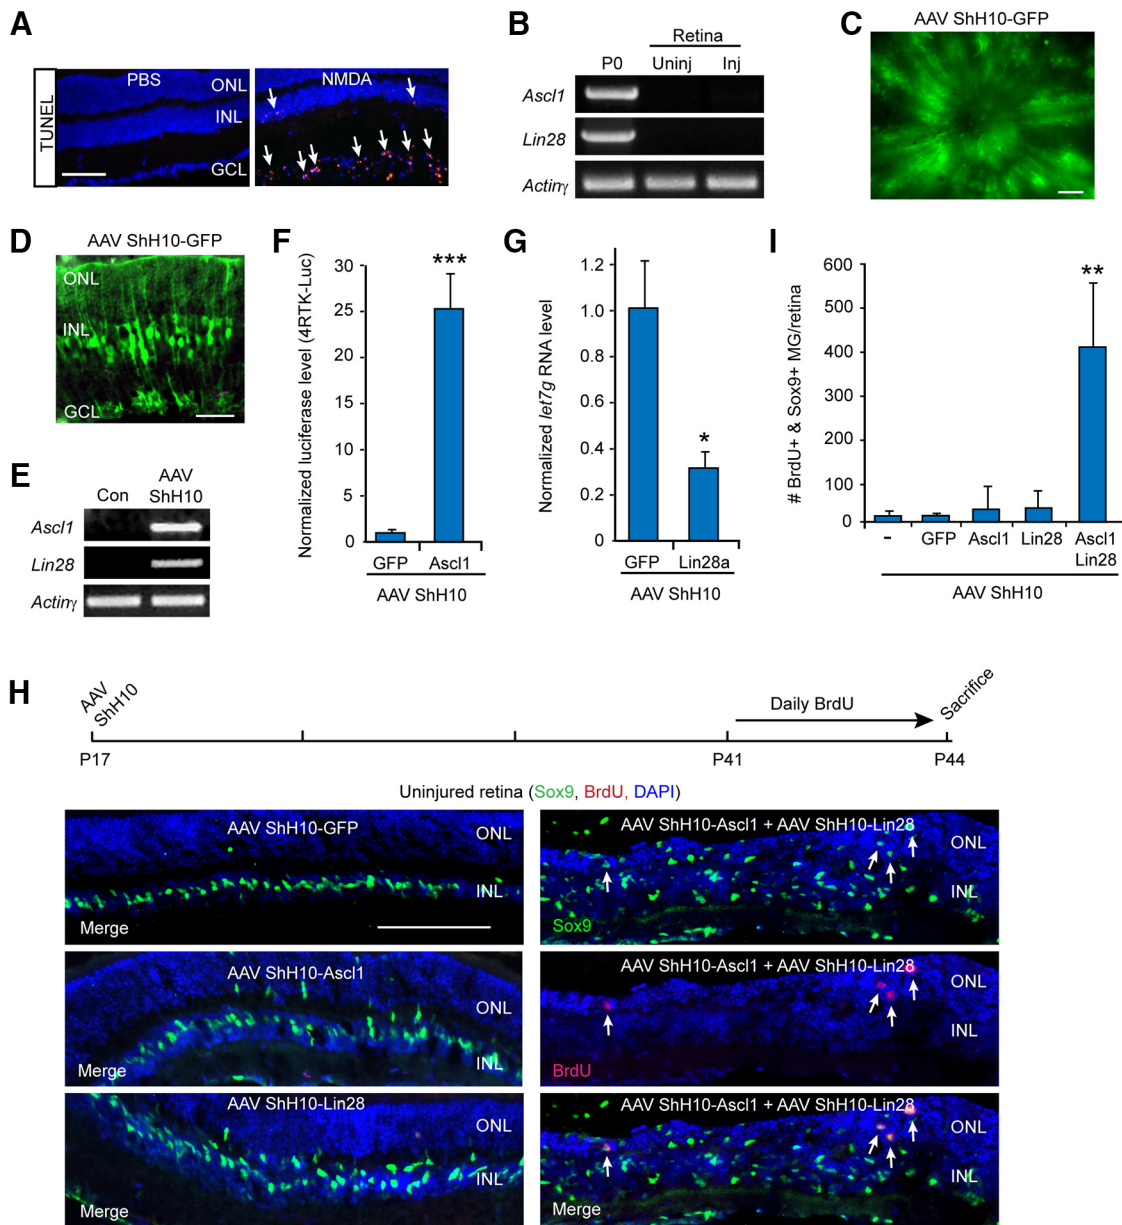 A
TUNEL
PBS
NMDA
ONL
INL
GCL
B
Retina
P0 Uninj Inj
Ascl1
Lin28
Actinγ
C
AAV ShH10-GFP
D
AAV ShH10-GFP
ONL
INL
GCL
E
Con
AAV
ShH10
Ascl1
Lin28
Actinγ
F
Normalized luciferase level (4RTK-Luc)
30
25
20
15
10
5
0
***
GFP Ascl1
AAV ShH10
G
Normalized let7g RNA level
1.2
1.0
0.8
0.6
0.4
0.2
0
*
GFP Lin28a
AAV ShH10
I
# BrdU+ & Sox9+ MG/retina
600
500
400
300
200
100
0
**
- GFP Ascl1 Lin28 Ascl1
Lin28
AAV ShH10
H
AAV
ShH10
Daily BrdU
Sacrifice
P17
P41
P44
Uninjured retina (Sox9, BrdU, DAPI)
AAV ShH10-GFP
ONL
INL
Merge
AAV ShH10-Ascl1
ONL
INL
Merge
AAV ShH10-Lin28
ONL
INL
Merge
AAV ShH10-Ascl1 + AAV ShH10-Lin28
ONL
INL
Sox9
AAV ShH10-Ascl1 + AAV ShH10-Lin28
ONL
INL
BrdU
AAV ShH10-Ascl1 + AAV ShH10-Lin28
ONL
INL
Merge